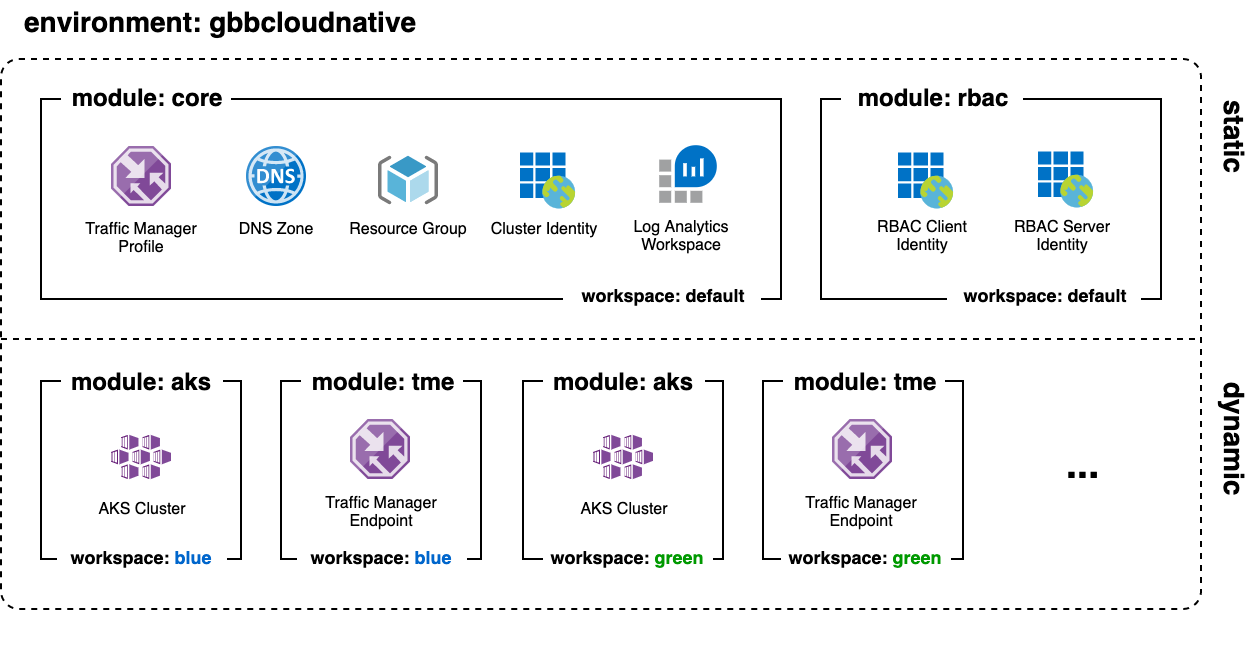 environment: gbbcloudnative
module: core
DNS
Traffic Manager
Profile
DNS Zone
Resource Group
Cluster Identity
Log Analytics
Workspace
workspace: default
module: rbac
RBAC Client
Identity
RBAC Server
Identity
workspace: default
static
module: aks
AKS Cluster
workspace: blue
module: tme
Traffic Manager
Endpoint
workspace: blue
module: aks
AKS Cluster
workspace: green
module: tme
Traffic Manager
Endpoint
workspace: green
...
dynamic